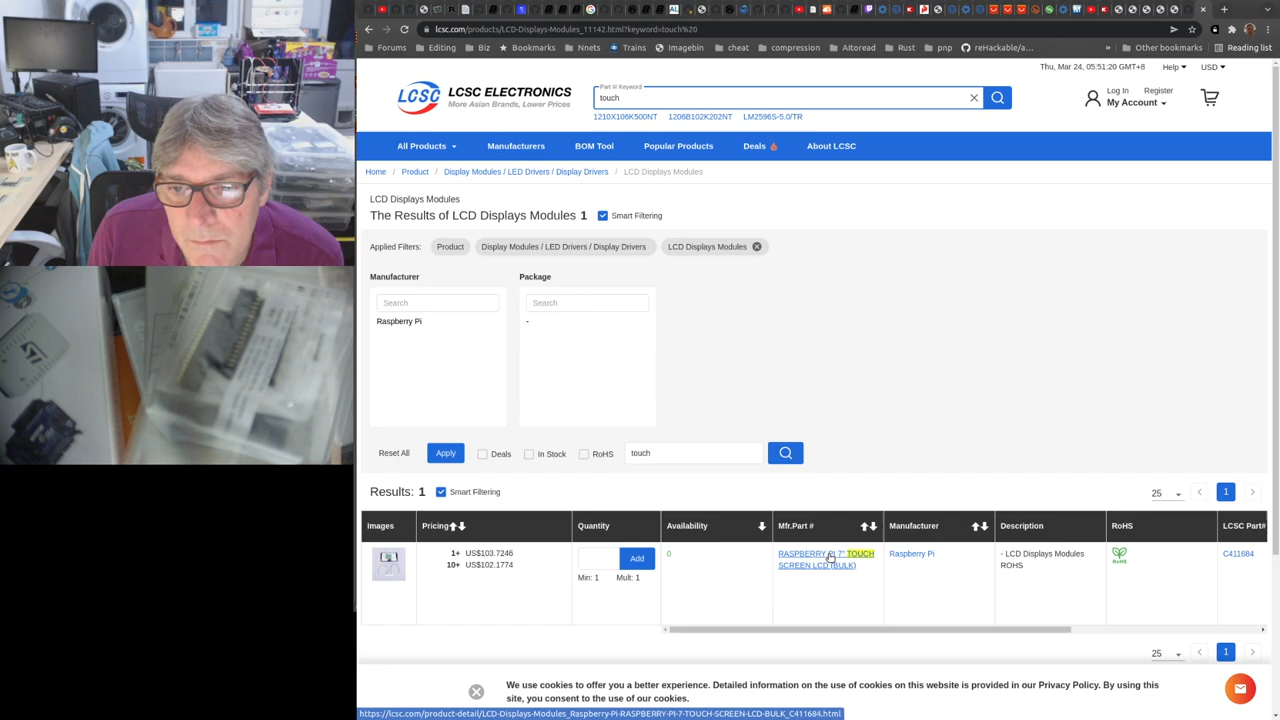 lcsc.com/products/LCD-Displays-Modules_11142.html?keyword=touch%20
Forums
Editing
Biz
Bookmarks
Nnets
Trains
Imagebin
cheat
compression
AItoread
Rust
pnp
reHackable/a...
»
Other bookmarks
Reading list
Thu, Mar 24, 05:51:20 GMT+8
Help
USD
LCSC
LCSC ELECTRONICS
More Asian Brands, Lower Prices
Part #/ Keyword
touch
1210X106K500NT
1206B102K202NT
LM2596S-5.0/TR
Log In
Register
My Account
All Products
Manufacturers
BOM Tool
Popular Products
Deals
About LCSC
Home / Product / Display Modules / LED Drivers / Display Drivers / LCD Displays Modules
LCD Displays Modules
The Results of LCD Displays Modules 1
Smart Filtering
Applied Filters:
Product
Display Modules / LED Drivers / Display Drivers
LCD Displays Modules
Manufacturer
Package
Search
Search
Raspberry Pi
-
Reset All
Apply
Deals
In Stock
RoHS
touch
Results: 1
Smart Filtering
25
1
Images
Pricing
Quantity
Availability
Mfr.Part #
Manufacturer
Description
RoHS
LCSC Part#
1+ US$103.7246
10+ US$102.1774
Add
Min: 1 Mult: 1
0
RASPBERRY PI 7" TOUCH
SCREEN LCD (BULK)
Raspberry Pi
- LCD Displays Modules
ROHS
RoHS
C411684
25
1
We use cookies to offer you a better experience. Detailed information on the use of cookies on this website is provided in our Privacy Policy. By using this
site, you consent to the use of our cookies.
https://lcsc.com/product-detail/LCD-Displays-Modules_Raspberry-Pi-RASPBERRY-PI-7-TOUCH-SCREEN-LCD-BULK_C411684.html